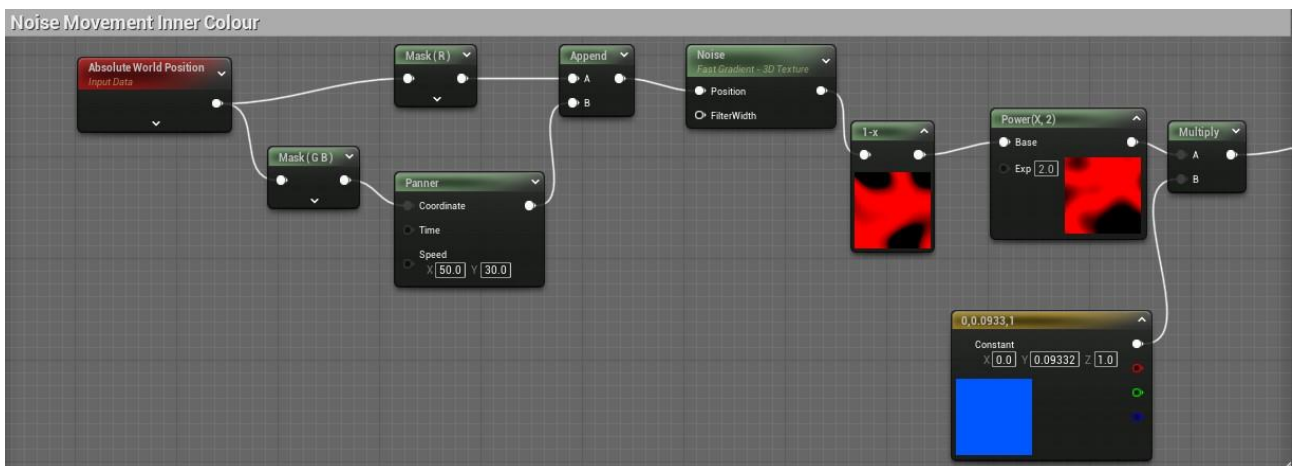 Noise Movement Inner Colour
Absolute World Position
Input Data
Mask ( R )
Append
A
B
Noise
Fast Gradient - 3D Texture
Position
FilterWidth
Mask ( G B )
Panner
Coordinate
Time
Speed
X 50.0 Y 30.0
1-x
Power(X, 2)
Base
Exp 2.0
Multiply
A
B
0,0.0933,1
Constant
X 0.0 Y 0.09332 Z 1.0